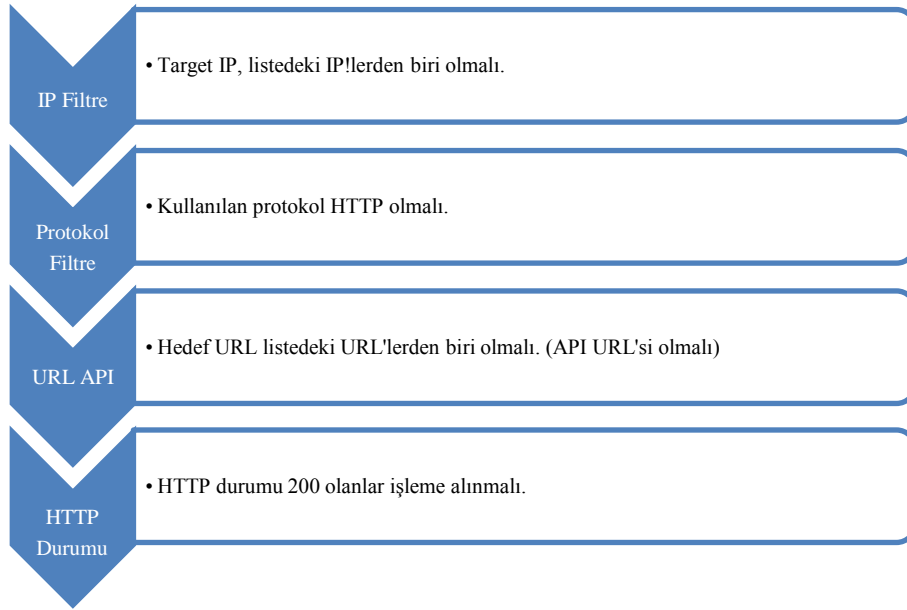 IP Filtre
• Target IP, listedeki IP!lerden biri olmalı.
Protokol
Filtre
• Kullanılan protokol HTTP olmalı.
URL API
• Hedef URL listedeki URL'lerden biri olmalı. (API URL'si olmalı)
HTTP
Durumu
• HTTP durumu 200 olanlar işleme alınmalı.